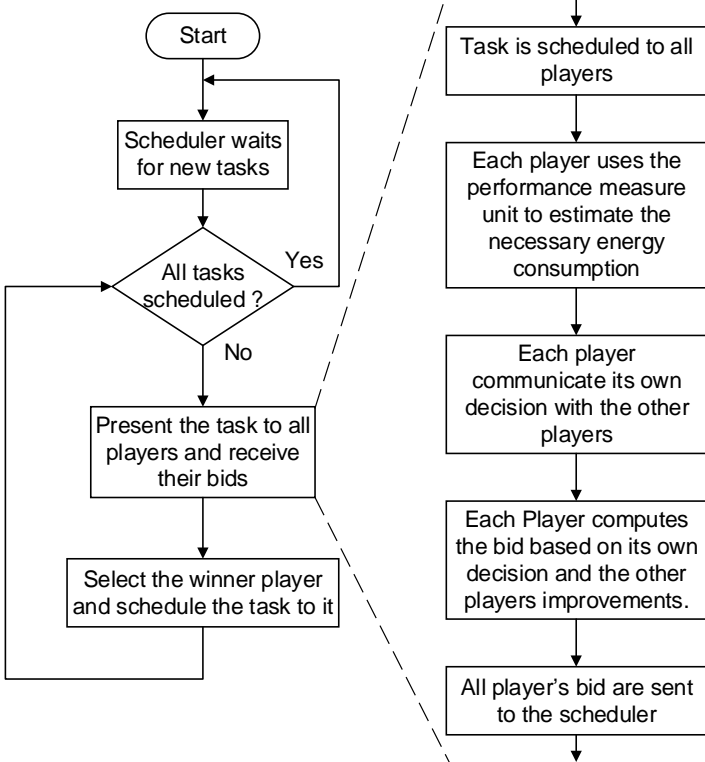 Start
Scheduler waits
for new tasks
All tasks
scheduled ?
Yes
No
Present the task to all
players and receive
their bids
Select the winner player
and schedule the task to it
Task is scheduled to all
players
Each player uses the
performance measure
unit to estimate the
necessary energy
consumption
Each player
communicate its own
decision with the other
players
Each Player computes
the bid based on its own
decision and the other
players improvements.
All player’s bid are sent
to the scheduler